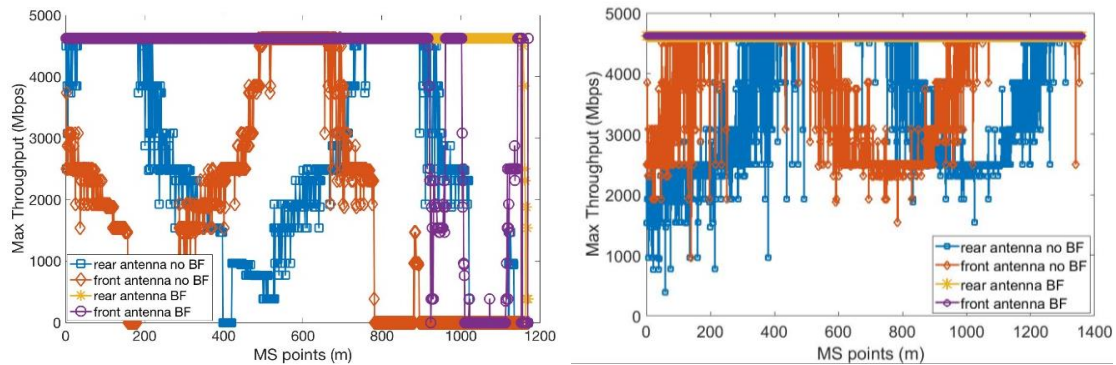 5000
4000
3000
2000
1000
0
Max Throughput (Mbps)
rear antenna no BF
front antenna no BF
rear antenna BF
front antenna BF
0 200 400 600 800 1000 1200
MS points (m)
5000
4000
3000
2000
1000
0
Max Throughput (Mbps)
rear antenna no BF
front antenna no BF
rear antenna BF
front antenna BF
0 200 400 600 800 1000 1200 1400
MS points (m)